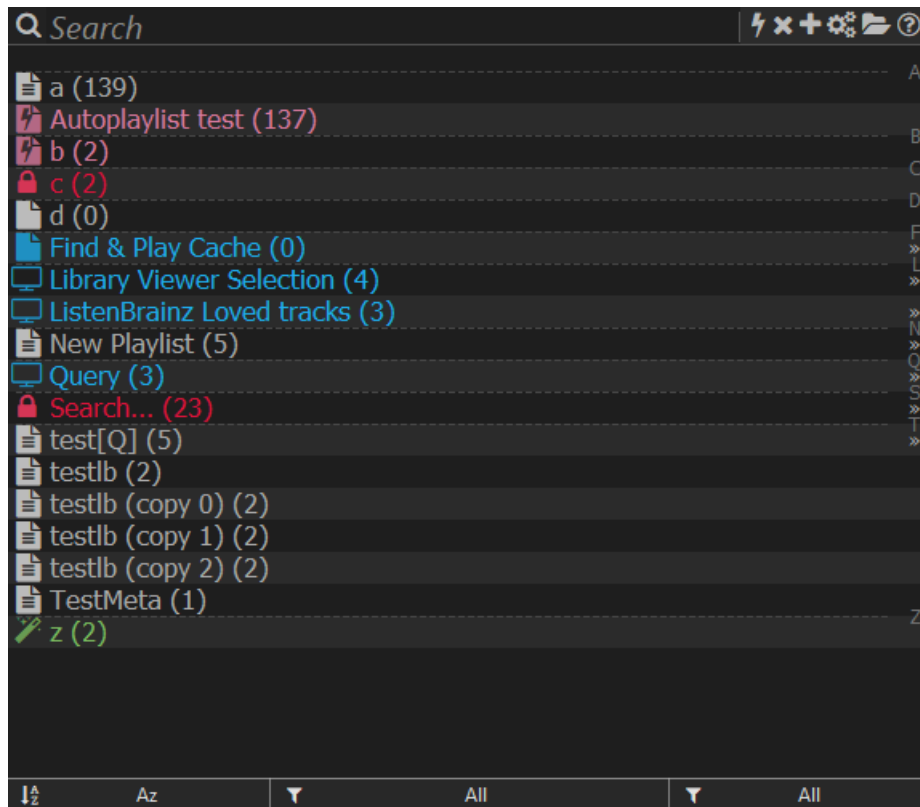 Search
A
a (139)
Autoplaylist test (137)
B
b (2)
C
c (2)
D
d (0)
F
Find & Play Cache (0)
L
Library Viewer Selection (4)
ListenBrainz Loved tracks (3)
N
New Playlist (5)
Q
Query (3)
S
Search... (23)
T
test[Q] (5)
testlb (2)
testlb (copy 0) (2)
testlb (copy 1) (2)
testlb (copy 2) (2)
TestMeta (1)
Z
z (2)
Az All All